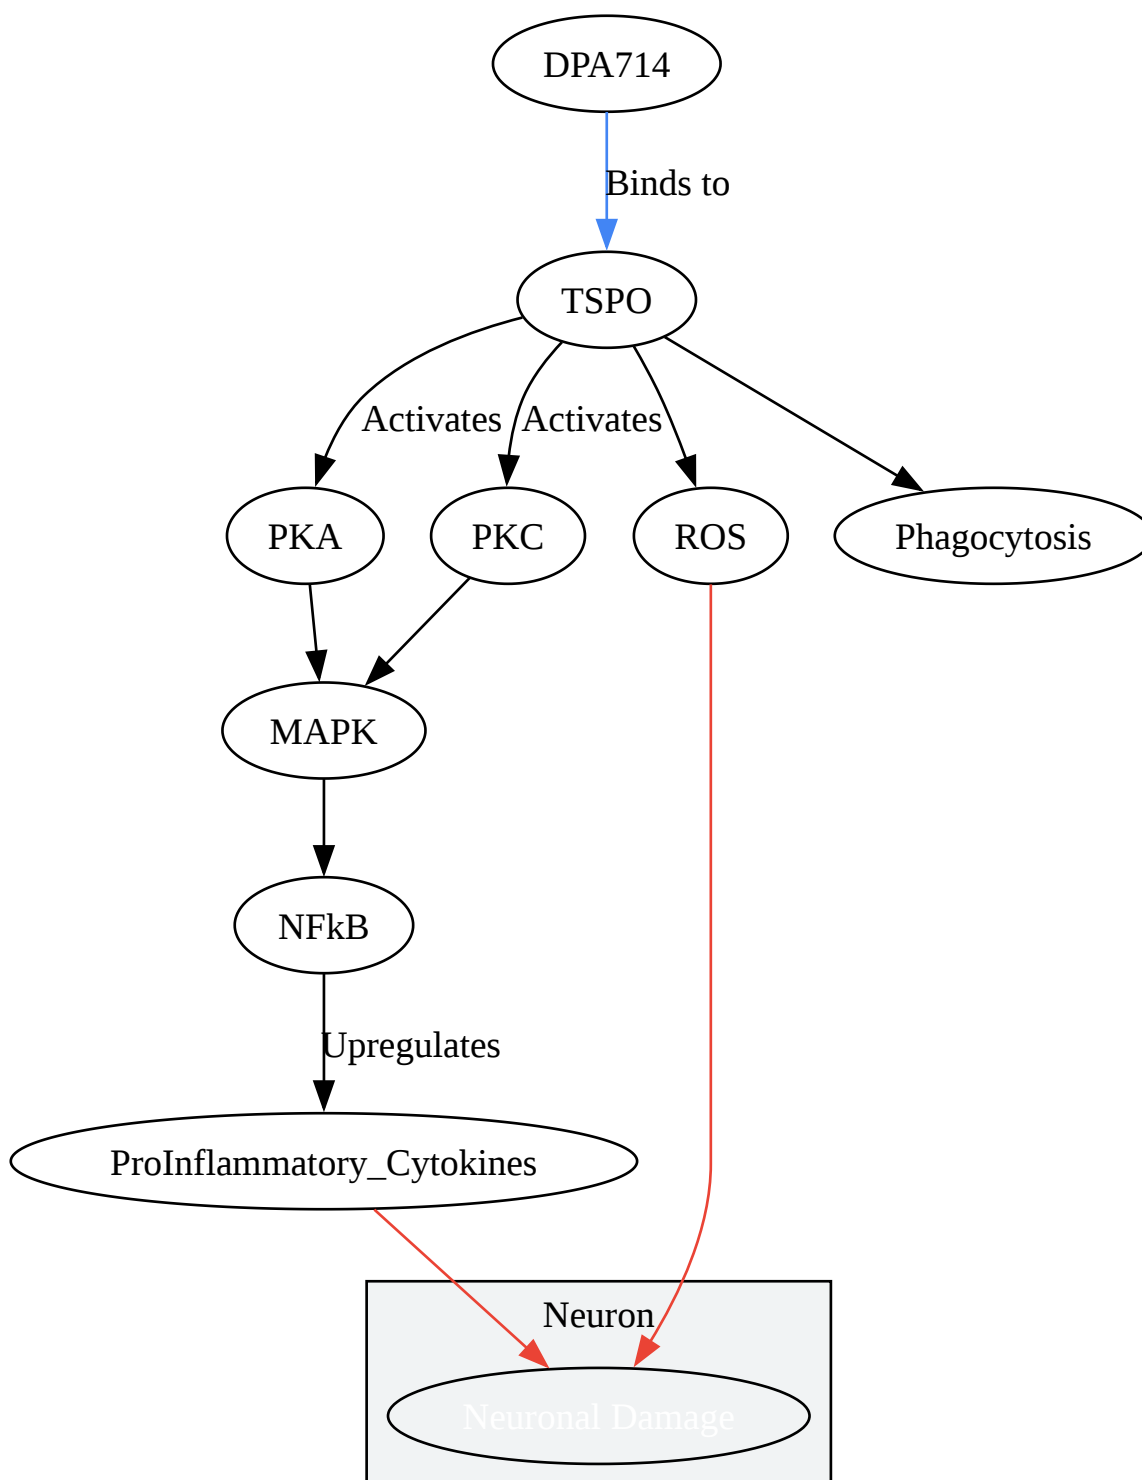 DPA714
Binds to
TSPO
Activates
Activates
PKA
PKC
ROS
Phagocytosis
MAPK
NFkB
Upregulates
ProInflammatory_Cytokines
Neuron
Neuronal Damage